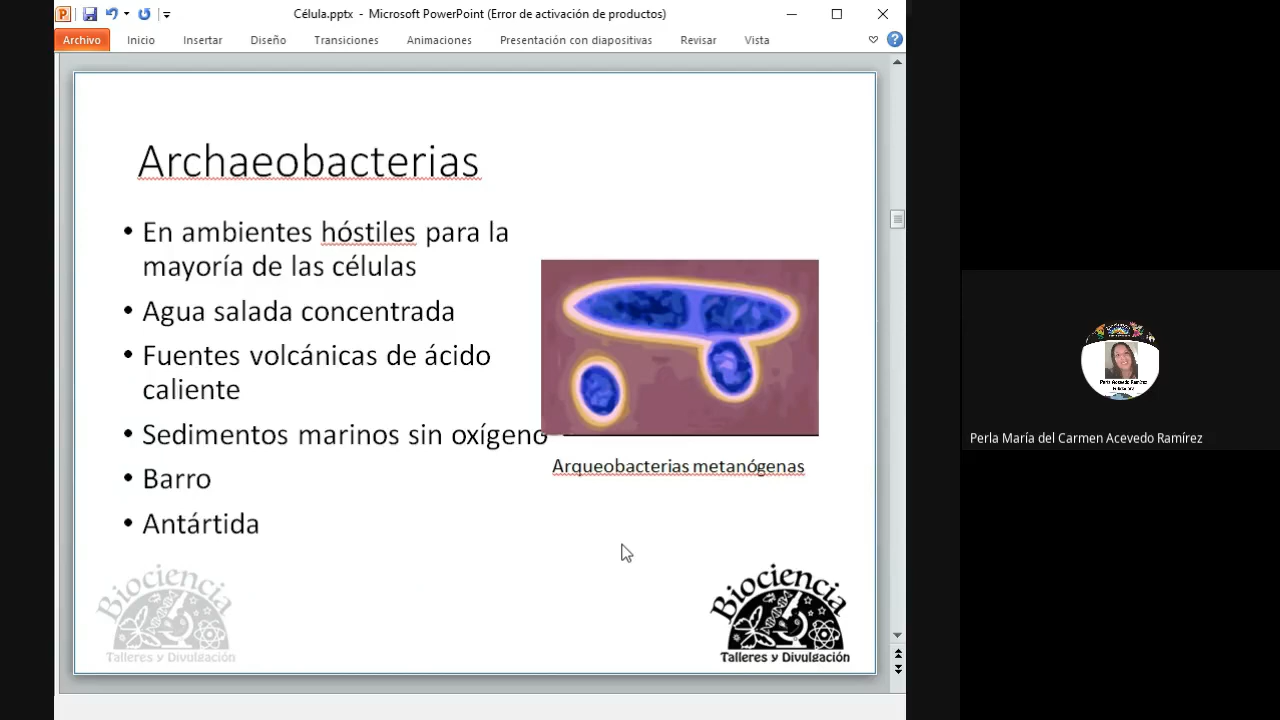 Célula.pptx - Microsoft PowerPoint (Error de activación de productos)
Archivo Inicio Insertar Diseño Transiciones Animaciones Presentación con diapositivas Revisar Vista
Archaeobacterias
• En ambientes hóstiles para la
mayoría de las células
• Agua salada concentrada
• Fuentes volcánicas de ácido
caliente
• Sedimentos marinos sin oxígeno
• Barro
• Antártida
Arqueobacterias metanógenas
Biociencia
Talleres y Divulgación
Biociencia
Talleres y Divulgación
Perla María del Carmen Acevedo Ramírez